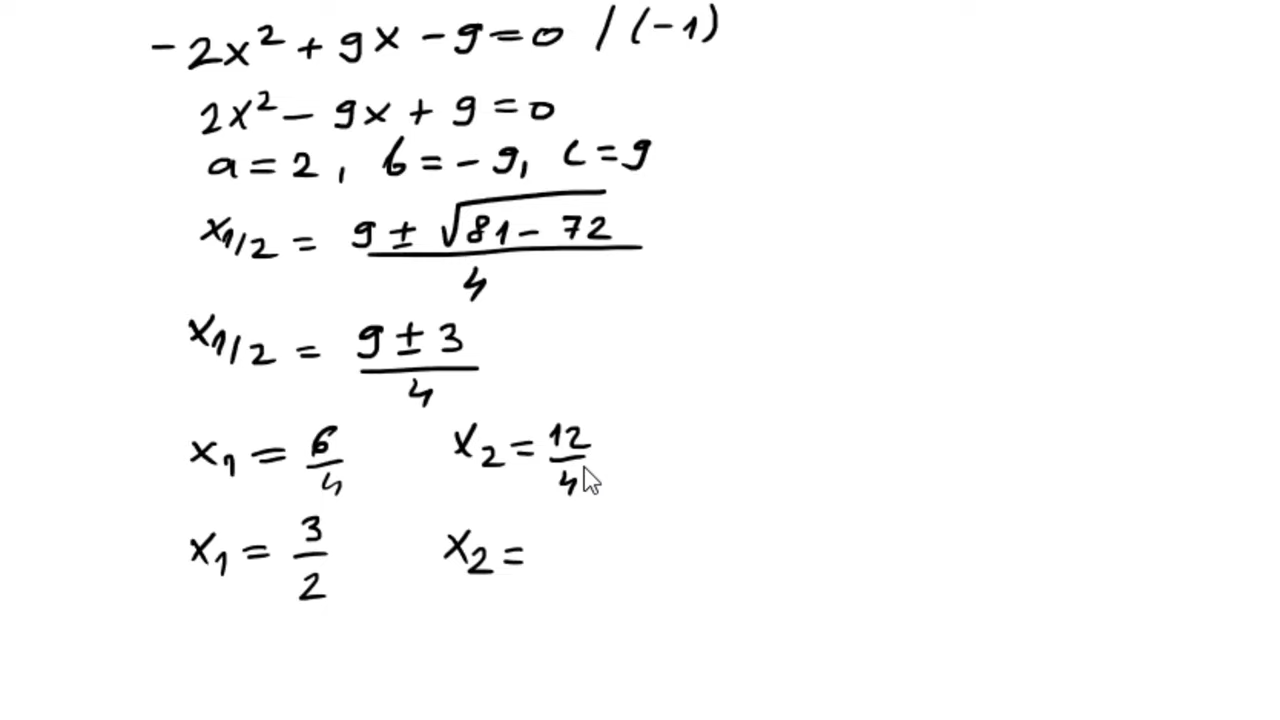 -2x² + 9x - 9 = 0 / (-1)
2x² - 9x + 9 = 0
a = 2, b = -9, c = 9
x₁/₂ = (9 ± √(81 - 72))/4
x₁/₂ = (9 ± 3)/4
x₁ = 6/4 x₂ = 12/4
x₁ = 3/2 x₂ =